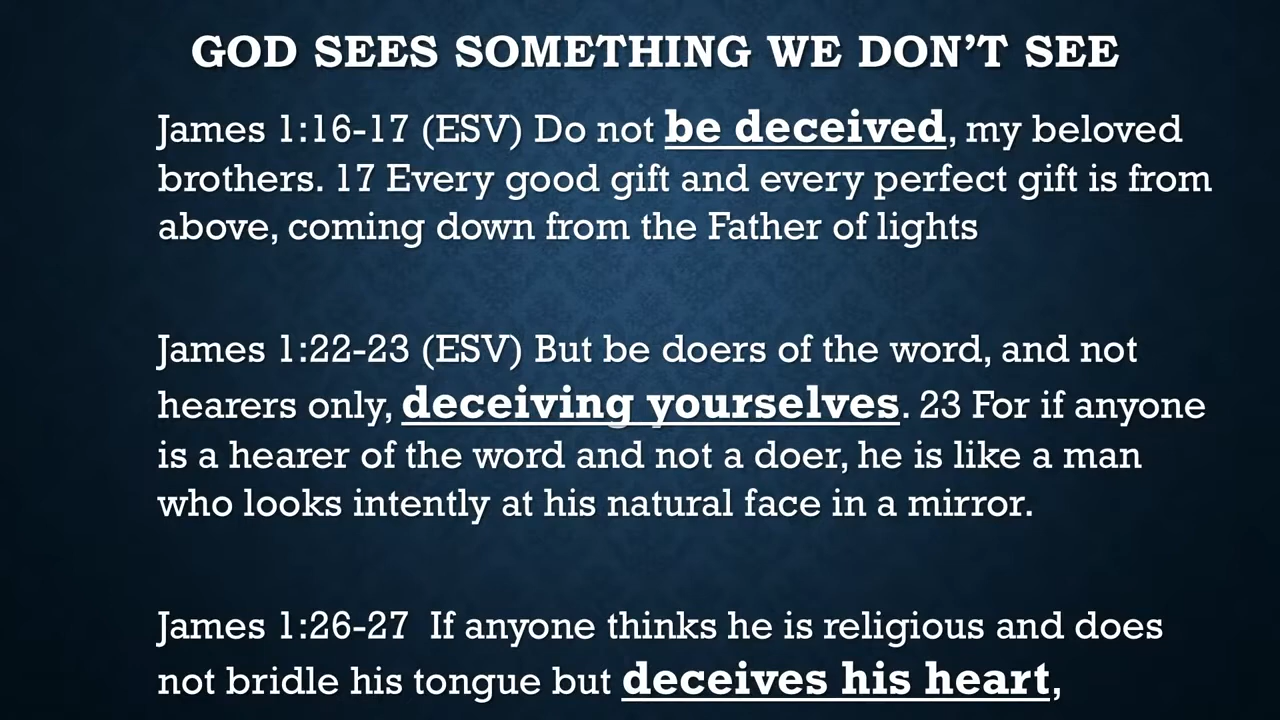 GOD SEES SOMETHING WE DON’T SEE
James 1:16-17 (ESV) Do not be deceived, my beloved
brothers. 17 Every good gift and every perfect gift is from
above, coming down from the Father of lights
James 1:22-23 (ESV) But be doers of the word, and not
hearers only, deceiving yourselves. 23 For if anyone
is a hearer of the word and not a doer, he is like a man
who looks intently at his natural face in a mirror.
James 1:26-27  If anyone thinks he is religious and does
not bridle his tongue but deceives his heart,